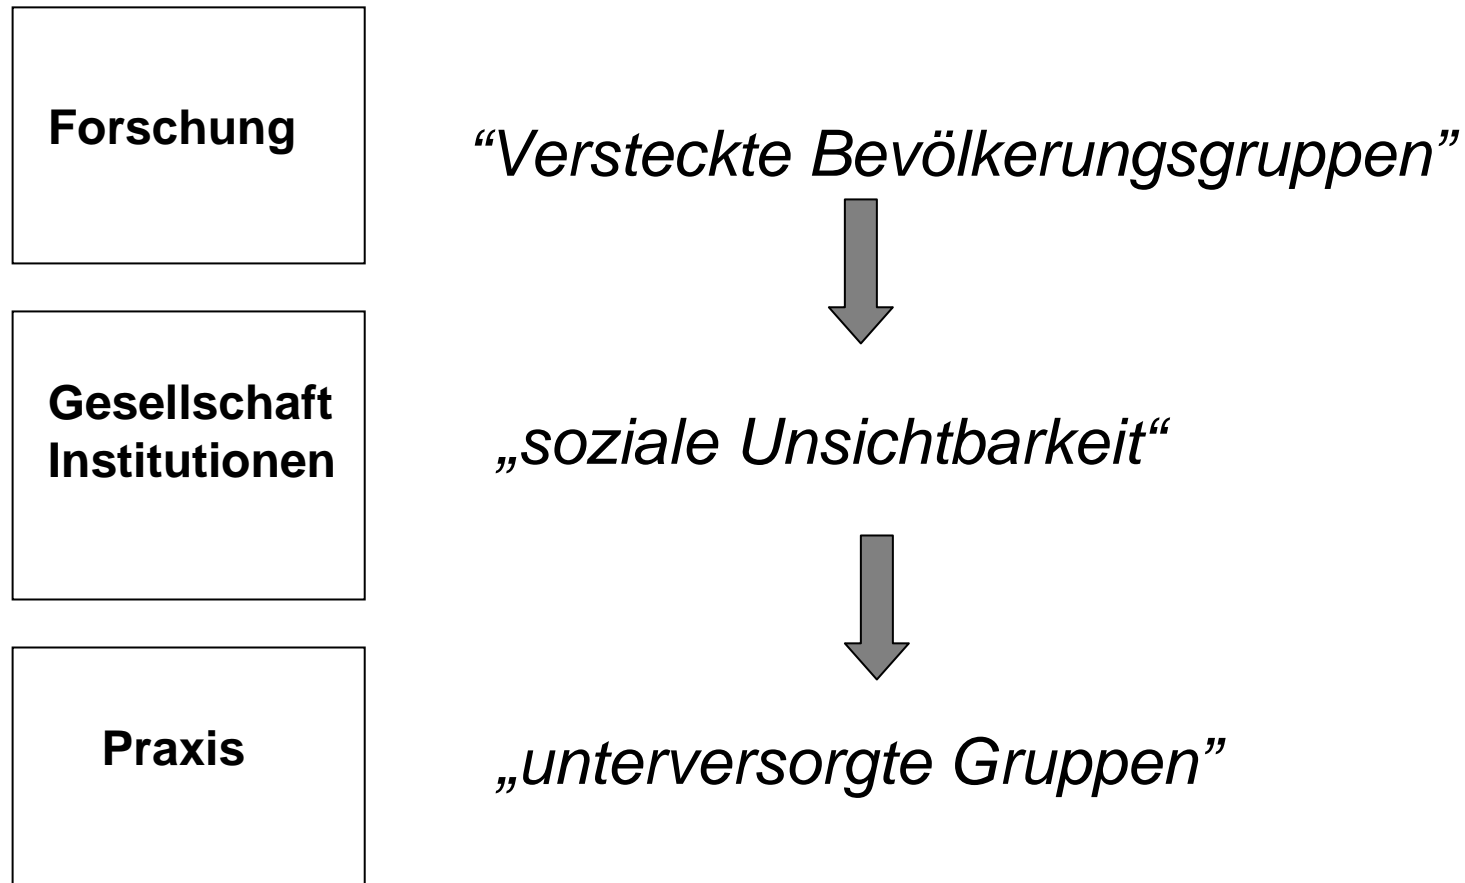 Forschung
“Versteckte Bevölkerungsgruppen”
Gesellschaft
Institutionen
„soziale Unsichtbarkeit“
Praxis
„unterversorgte Gruppen”